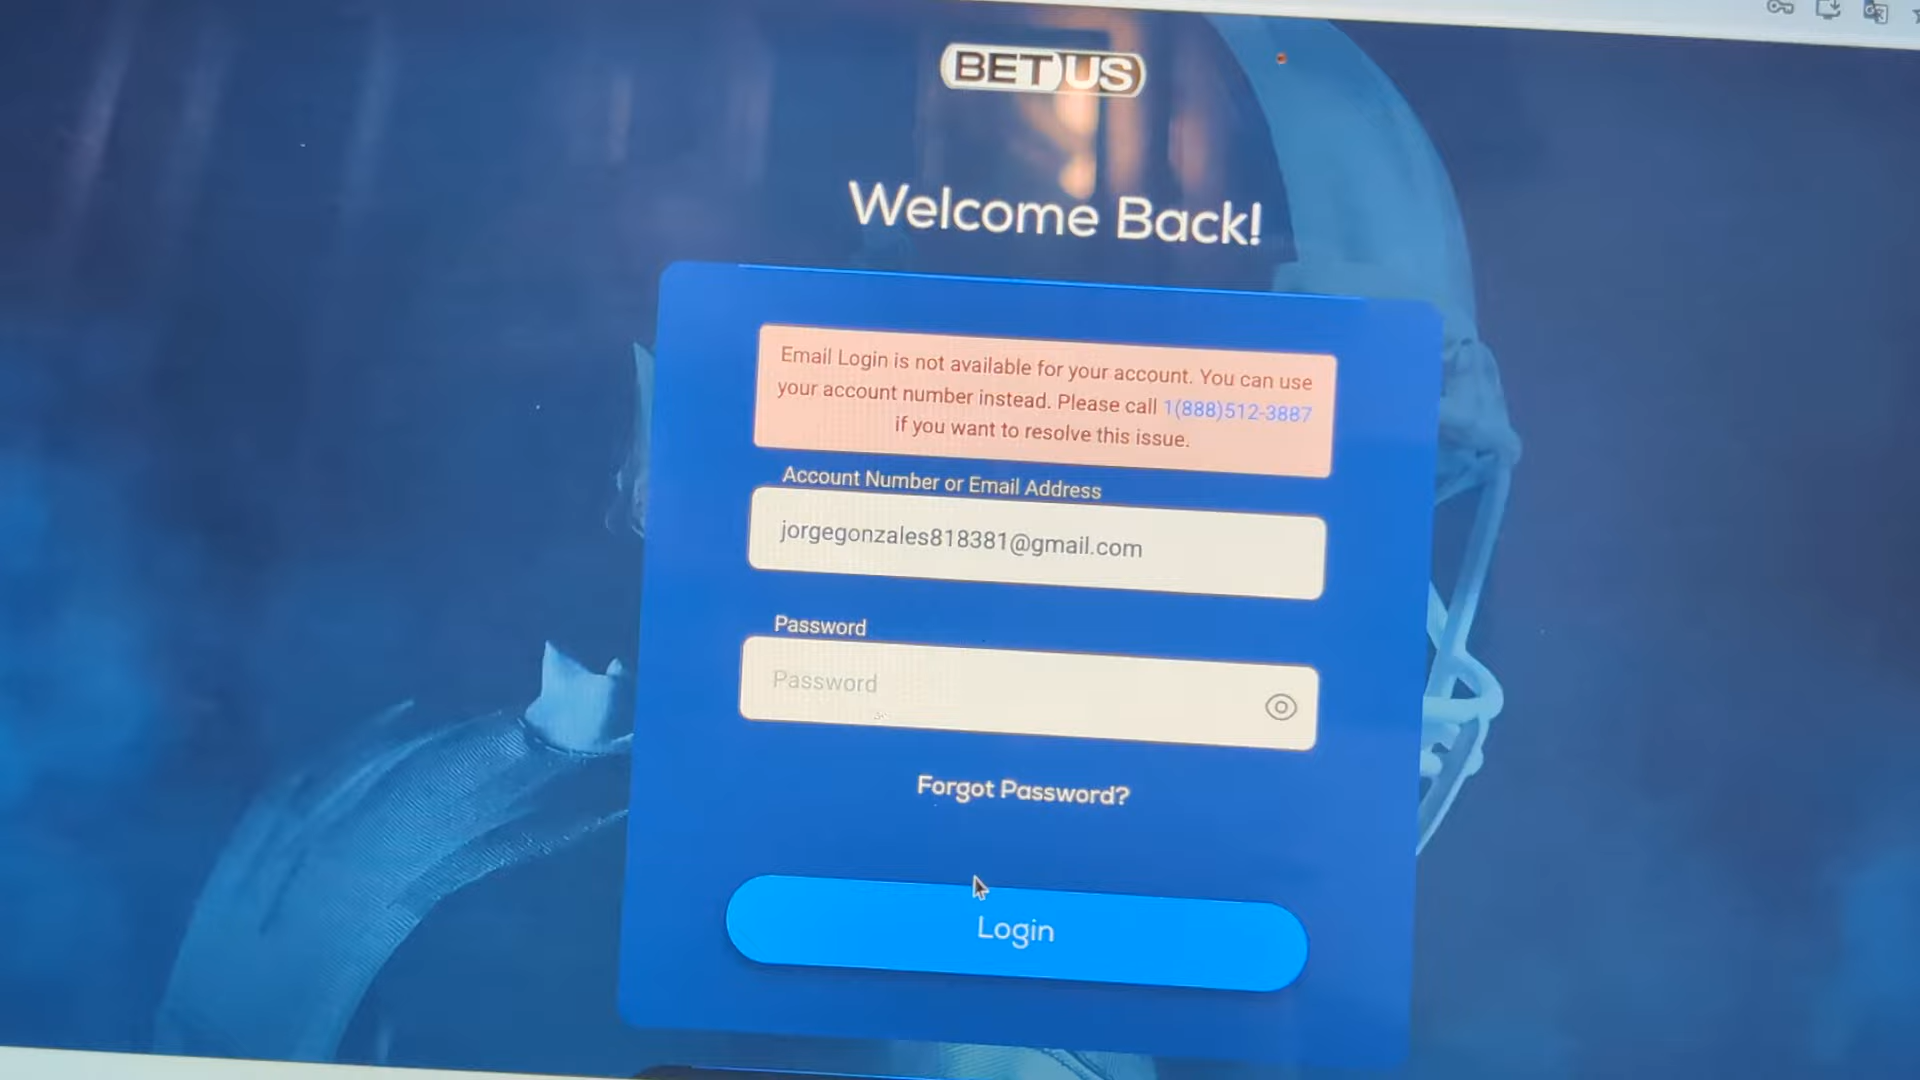 BETUS
Welcome Back!
Email Login is not available for your account. You can use
your account number instead. Please call 1(888)512-3887
if you want to resolve this issue.
Account Number or Email Address
jorgegonzales818381@gmail.com
Password
Password
Forgot Password?
Login